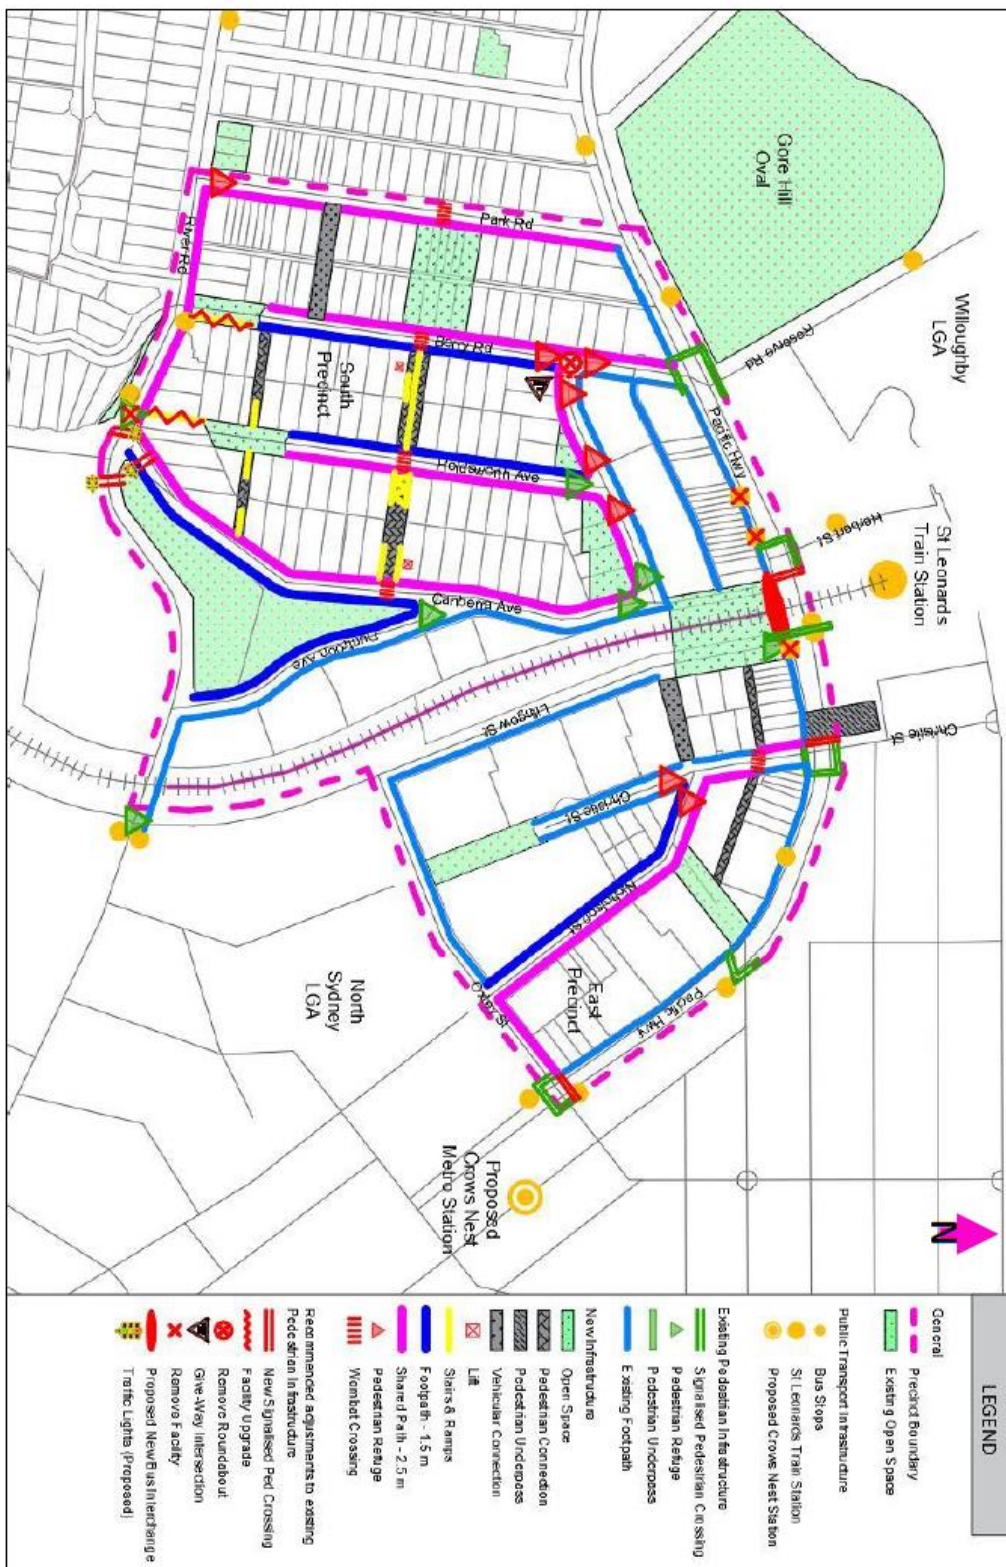 Gore Hill
Oval
Willoughby
LGA
Reserve Rd
Park Rd
River Rd
Berry Rd
South
Precinct
Pacific Hwy
Herbert St
St Leonards
Train Station
Holdsworth Ave
Canberra Ave
Duntroon Ave
Lithgow St
Christie St
Christie St
Nicholson St
East
Precinct
Pacific Hwy
Oxley St
North
Sydney
LGA
Proposed
Crows Nest
Metro Station
N
LEGEND
General
Precinct Boundary
Existing Open Space
Public Transport Infrastructure
Bus Stops
St Leonards Train Station
Proposed Crows Nest Station
Existing Pedestrian Infrastructure
Signalised Pedestrian Crossing
Pedestrian Refuge
Pedestrian Underpass
Existing Footpath
New Infrastructure
Open Space
Pedestrian Connection
Pedestrian Underpass
Vehicular Connection
Lift
Stairs & Ramps
Footpath - 1.5 m
Shared Path - 2.5 m
Pedestrian Refuge
Wombat Crossing
Recommended adjustments to existing
Pedestrian Infrastructure
New Signalised Ped Crossing
Facility Upgrade
Remove Roundabout
Give-Way Intersection
Remove Facility
Proposed New Bus Interchange
Traffic Lights (Proposed)